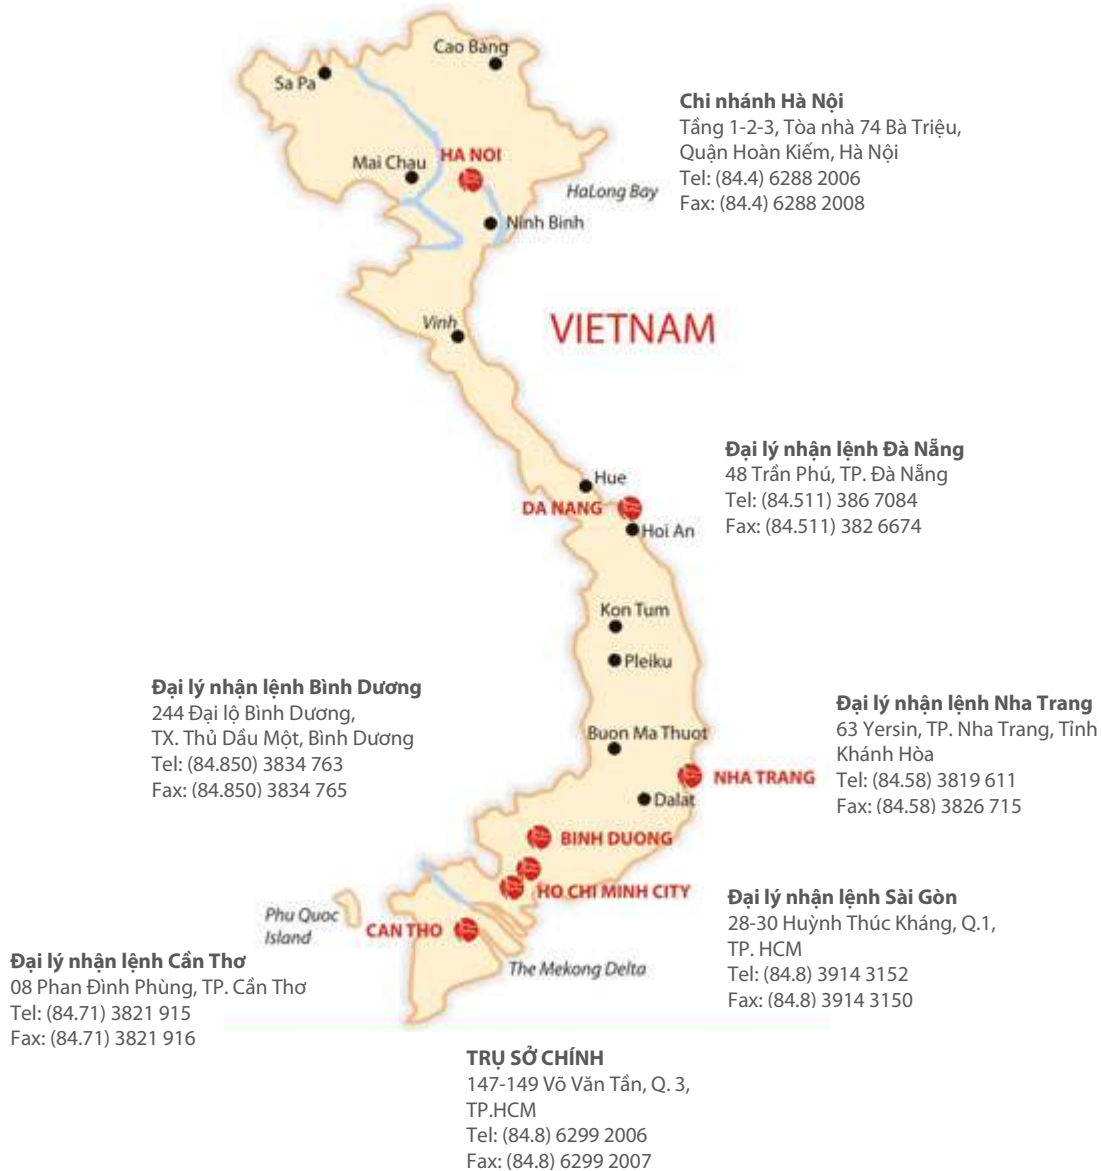 Cao Bang
Sa Pa
Chi nhánh Hà Nội
Tầng 1-2-3, Tòa nhà 74 Bà Triệu,
Quận Hoàn Kiếm, Hà Nội
Tel: (84.4) 6288 2006
Fax: (84.4) 6288 2008
Mai Chau
HA NOI
HaLong Bay
Ninh Binh
Vinh
VIETNAM
Đại lý nhận lệnh Đà Nẵng
48 Trần Phú, TP. Đà Nẵng
Tel: (84.511) 386 7084
Fax: (84.511) 382 6674
Hue
DA NANG
Hoi An
Kon Tum
Pleiku
Đại lý nhận lệnh Bình Dương
244 Đại lộ Bình Dương,
TX. Thủ Dầu Một, Bình Dương
Tel: (84.850) 3834 763
Fax: (84.850) 3834 765
Đại lý nhận lệnh Nha Trang
63 Yersin, TP. Nha Trang, Tỉnh
Khánh Hòa
Tel: (84.58) 3819 611
Fax: (84.58) 3826 715
Buon Ma Thuot
NHA TRANG
Dalat
BINH DUONG
HO CHI MINH CITY
Đại lý nhận lệnh Sài Gòn
28-30 Huỳnh Thúc Kháng, Q.1,
TP. HCM
Tel: (84.8) 3914 3152
Fax: (84.8) 3914 3150
Phu Quoc
Island
CAN THO
The Mekong Delta
Đại lý nhận lệnh Cần Thơ
08 Phan Đình Phùng, TP. Cần Thơ
Tel: (84.71) 3821 915
Fax: (84.71) 3821 916
TRỤ SỞ CHÍNH
147-149 Võ Văn Tần, Q. 3,
TP.HCM
Tel: (84.8) 6299 2006
Fax: (84.8) 6299 2007